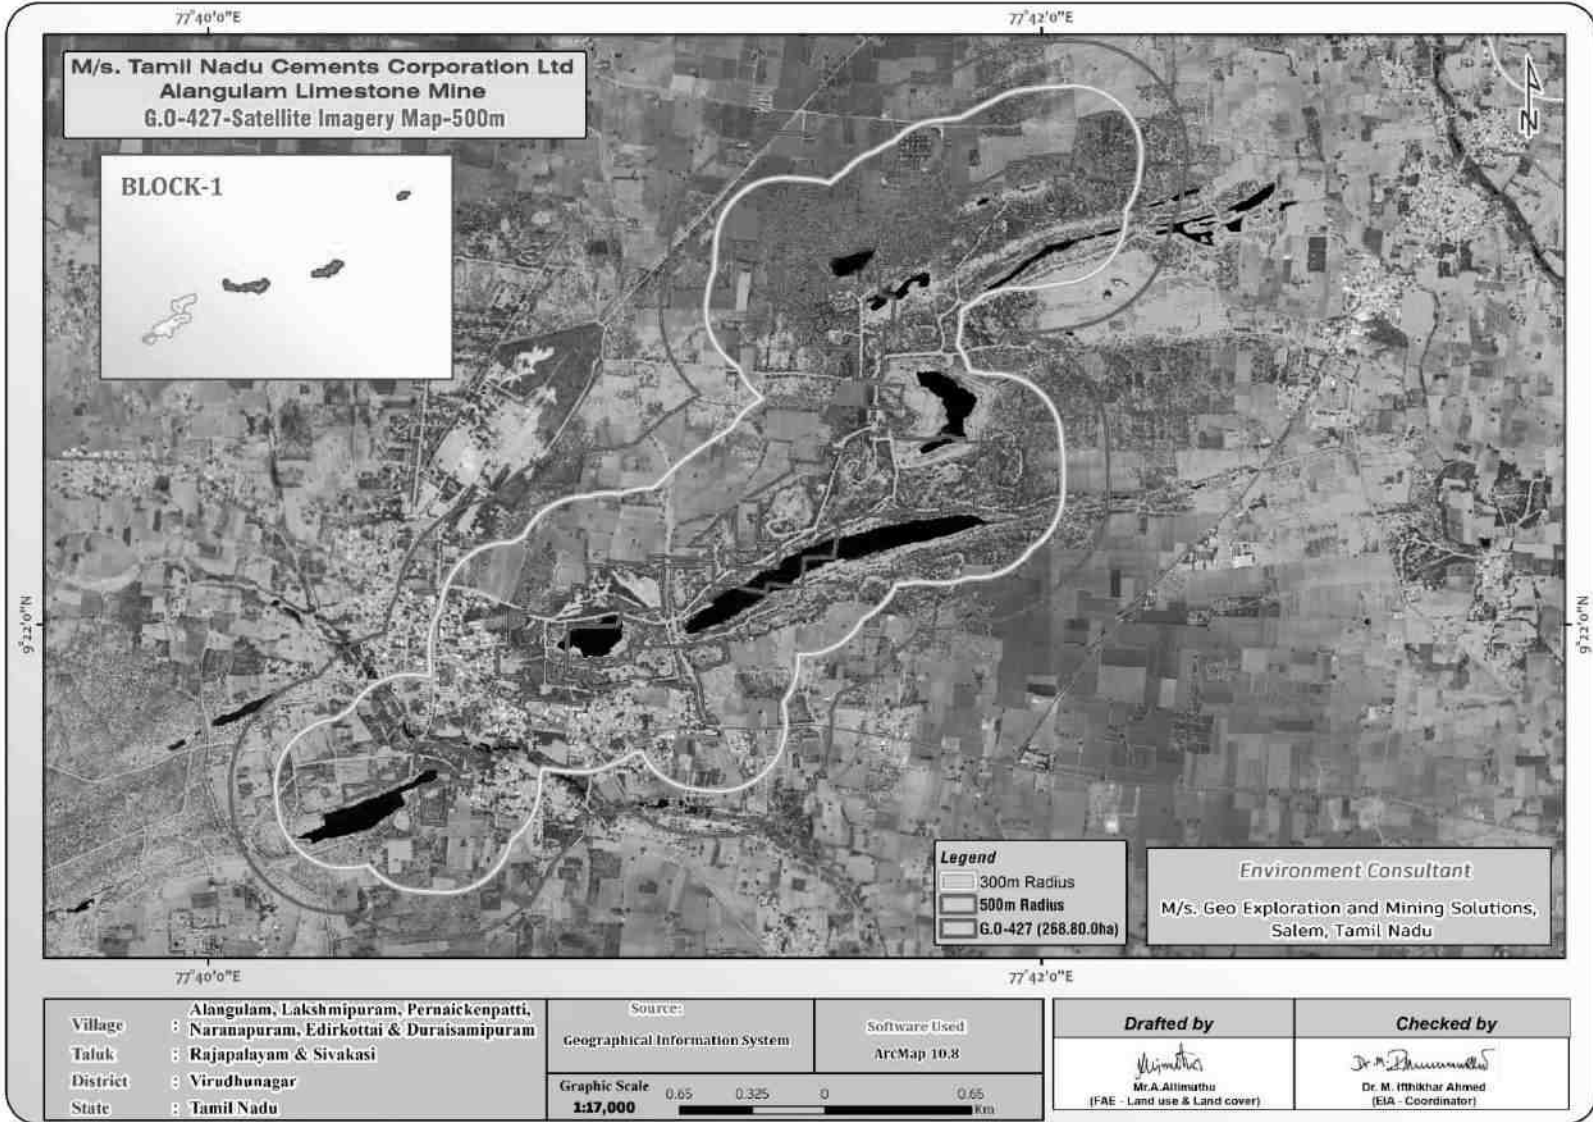 77°40'0"E
77°42'0"E
M/s. Tamil Nadu Cements Corporation Ltd
Alangulam Limestone Mine
G.O-427-Satellite Imagery Map-500m
BLOCK-1
N
9°22'0"N
9°22'0"N
Legend
300m Radius
500m Radius
G.O-427 (268.80.0ha)
Environment Consultant
M/s. Geo Exploration and Mining Solutions,
Salem, Tamil Nadu
77°40'0"E
77°42'0"E
Village : Alangulam, Lakshmipuram, Pernaickenpatti,
Naranapuram, Edirkottai & Duraisamipuram
Taluk : Rajapalayam & Sivakasi
District : Virudhunagar
State : Tamil Nadu
Source:
Geographical Information System
Software Used
ArcMap 10.8
Graphic Scale
1:17,000
0.65 0.325 0 0.65
Km
Drafted by
Checked by
Mr.A.Allimuthu
(FAE - Land use & Land cover)
Dr. M. Ifthikhar Ahmed
(EIA - Coordinator)